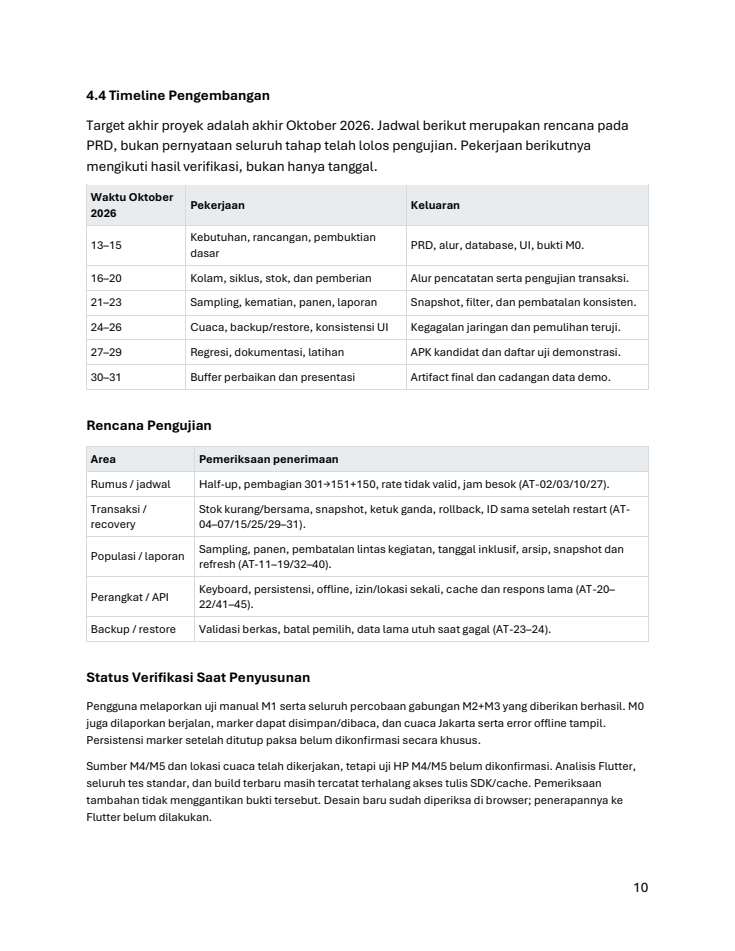 4.4 Timeline Pengembangan
Target akhir proyek adalah akhir Oktober 2026. Jadwal berikut merupakan rencana pada
PRD, bukan pernyataan seluruh tahap telah lolos pengujian. Pekerjaan berikutnya
mengikuti hasil verifikasi, bukan hanya tanggal.
Waktu Oktober
2026
Pekerjaan
Keluaran
13–15
Kebutuhan, rancangan, pembuktian
dasar
PRD, alur, database, UI, bukti M0.
16–20
Kolam, siklus, stok, dan pemberian
Alur pencatatan serta pengujian transaksi.
21–23
Sampling, kematian, panen, laporan
Snapshot, filter, dan pembatalan konsisten.
24–26
Cuaca, backup/restore, konsistensi UI
Kegagalan jaringan dan pemulihan teruji.
27–29
Regresi, dokumentasi, latihan
APK kandidat dan daftar uji demonstrasi.
30–31
Buffer perbaikan dan presentasi
Artifact final dan cadangan data demo.
Rencana Pengujian
Area
Pemeriksaan penerimaan
Rumus / jadwal
Half-up, pembagian 301→151+150, rate tidak valid, jam besok (AT-02/03/10/27).
Transaksi /
recovery
Stok kurang/bersama, snapshot, ketuk ganda, rollback, ID sama setelah restart (AT-
04–07/15/25/29–31).
Populasi / laporan
Sampling, panen, pembatalan lintas kegiatan, tanggal inklusif, arsip, snapshot dan
refresh (AT-11–19/32–40).
Perangkat / API
Keyboard, persistensi, offline, izin/lokasi sekali, cache dan respons lama (AT-20–
22/41–45).
Backup / restore
Validasi berkas, batal pemilih, data lama utuh saat gagal (AT-23–24).
Status Verifikasi Saat Penyusunan
Pengguna melaporkan uji manual M1 serta seluruh percobaan gabungan M2+M3 yang diberikan berhasil. M0
juga dilaporkan berjalan, marker dapat disimpan/dibaca, dan cuaca Jakarta serta error offline tampil.
Persistensi marker setelah ditutup paksa belum dikonfirmasi secara khusus.
Sumber M4/M5 dan lokasi cuaca telah dikerjakan, tetapi uji HP M4/M5 belum dikonfirmasi. Analisis Flutter,
seluruh tes standar, dan build terbaru masih tercatat terhalang akses tulis SDK/cache. Pemeriksaan
tambahan tidak menggantikan bukti tersebut. Desain baru sudah diperiksa di browser; penerapannya ke
Flutter belum dilakukan.
10